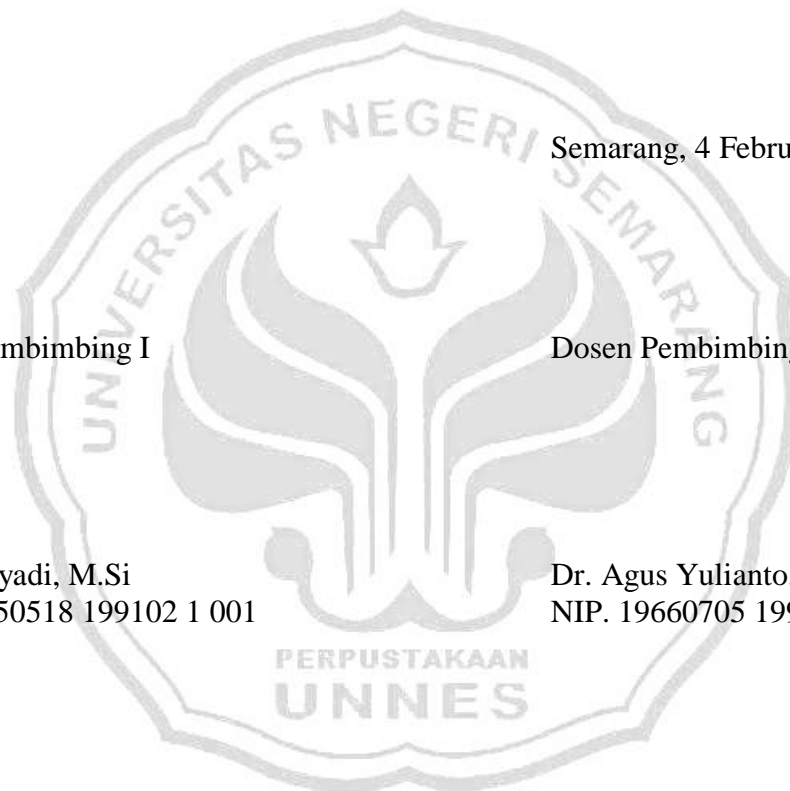 UNIVERSITAS NEGERI SEMARANG
Semarang, 4 Febru
mbimbing I
Dosen Pembimbing
yadi, M.Si
Dr. Agus Yulianto.
50518 199102 1 001
NIP. 19660705 199
PERPUSTAKAAN
UNNES